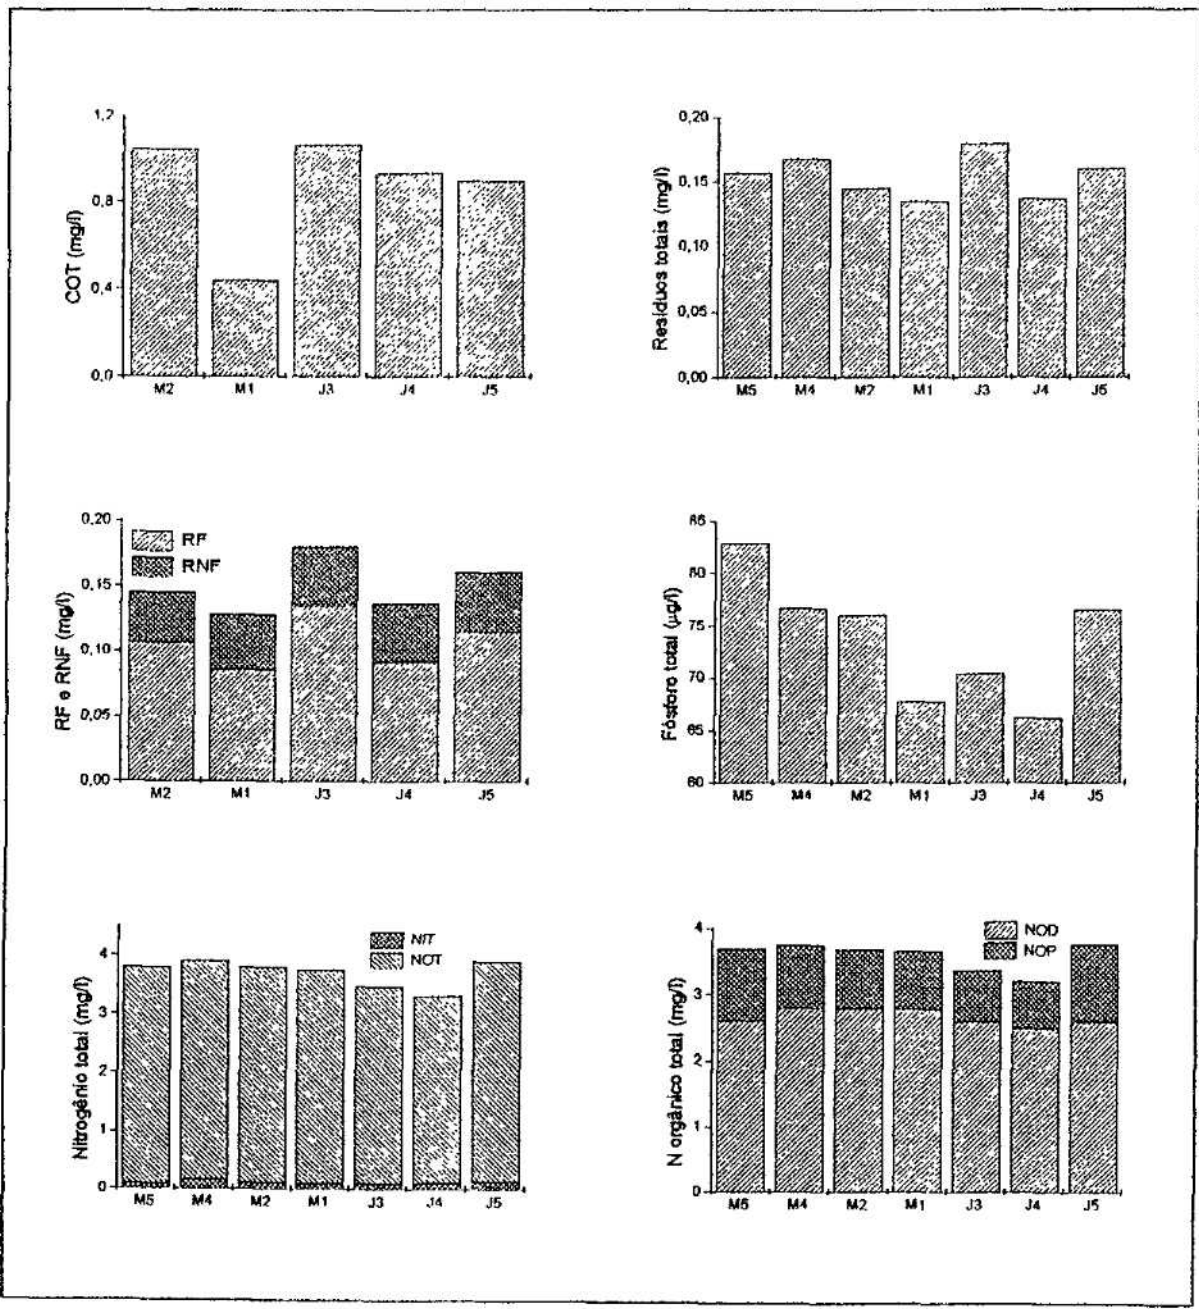 COT (mg/l)
1,2
0,8
0,4
0,0
M2 M1 J3 J4 J5
Resíduos totais (mg/l)
0,20
0,15
0,10
0,05
0,00
M5 M4 M2 M1 J3 J4 J5
RF e RNF (mg/l)
0,20
0,15
0,10
0,05
0,00
RF
RNF
M2 M1 J3 J4 J5
Fósforo total (µg/l)
85
80
75
70
65
60
M5 M4 M2 M1 J3 J4 J5
Nitrogênio total (mg/l)
4
3
2
1
0
NIT
NOT
M5 M4 M2 M1 J3 J4 J5
N orgânico total (mg/l)
4
3
2
1
0
NOD
NOP
M5 M4 M2 M1 J3 J4 J5